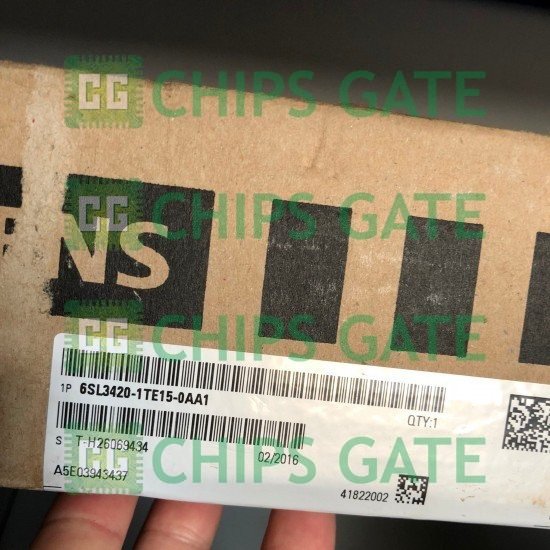 CG CHIPS GATE
CG CHIPS GATE
ENS
CG CHIPS GATE
1P 6SL3420-1TE15-0AA1
QTY:1
S T-H26069434
02/2016
A5E03943437
41822002
CG CHIPS GATE